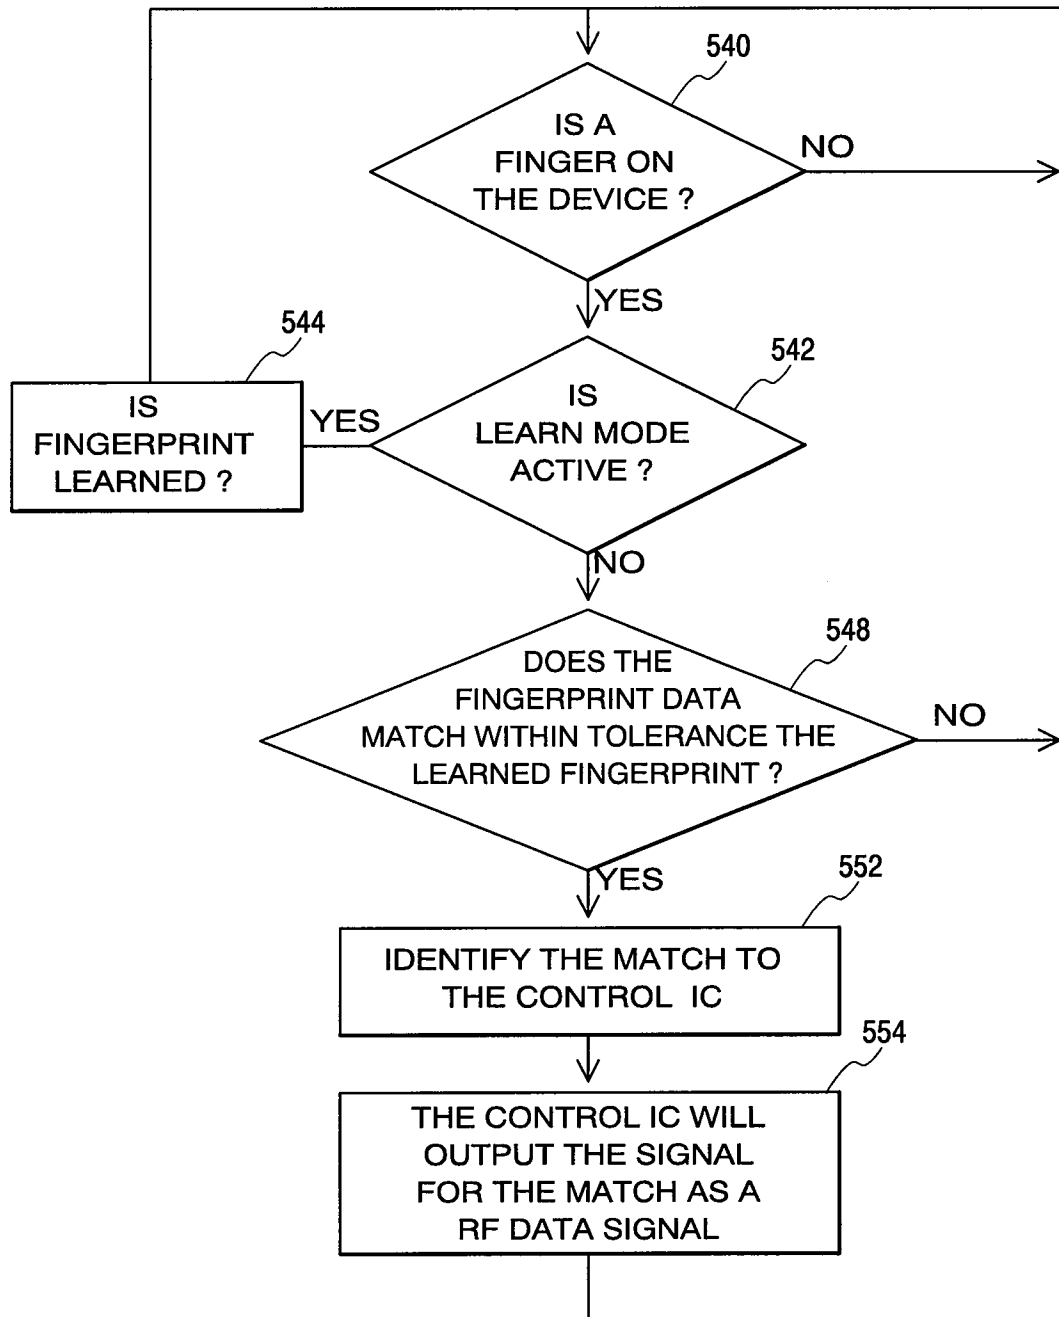 540
IS A
FINGER ON
THE DEVICE ?
NO
YES
544
542
IS
FINGERPRINT
LEARNED ?
YES
IS
LEARN MODE
ACTIVE ?
NO
548
DOES THE
FINGERPRINT DATA
MATCH WITHIN TOLERANCE THE
LEARNED FINGERPRINT ?
NO
YES
552
IDENTIFY THE MATCH TO
THE CONTROL IC
554
THE CONTROL IC WILL
OUTPUT THE SIGNAL
FOR THE MATCH AS A
RF DATA SIGNAL